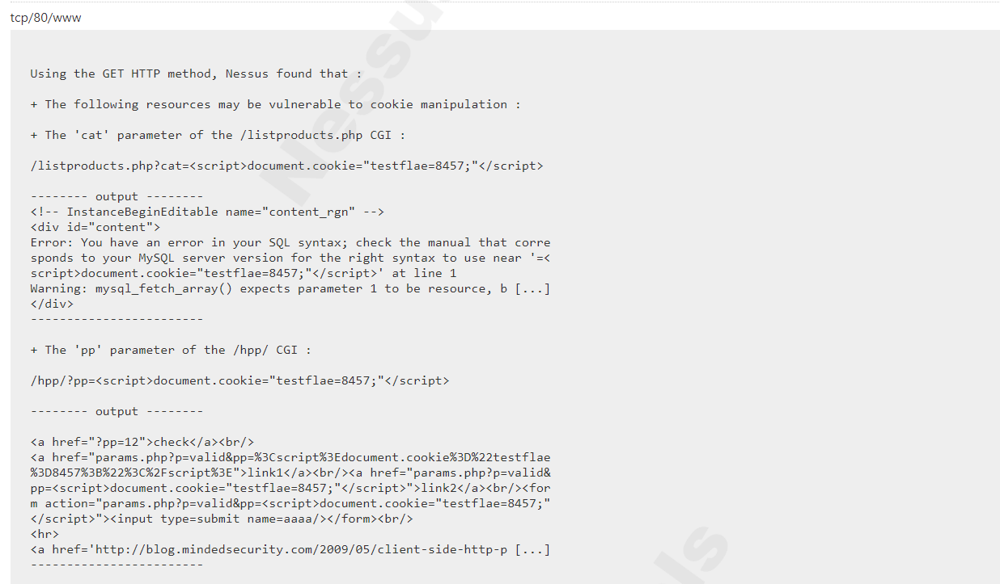 tcp/80/www
Using the GET HTTP method, Nessus found that :
+ The following resources may be vulnerable to cookie manipulation :
+ The 'cat' parameter of the /listproducts.php CGI :
/listproducts.php?cat=<script>document.cookie="testflae=8457;"</script>
-------- output --------
<!-- InstanceBeginEditable name="content_rgn" -->
<div id="content">
Error: You have an error in your SQL syntax; check the manual that corre
sponds to your MySQL server version for the right syntax to use near '=<
script>document.cookie="testflae=8457;"</script>' at line 1
Warning: mysql_fetch_array() expects parameter 1 to be resource, b [...]
</div>
------------------------
+ The 'pp' parameter of the /hpp/ CGI :
/hpp/?pp=<script>document.cookie="testflae=8457;"</script>
-------- output --------
<a href="?pp=12">check</a><br/>
<a href="params.php?p=valid&pp=%3Cscript%3Edocument.cookie%3D%22testflae
%3D8457%3B%22%3C%2Fscript%3E">link1</a><br/><a href="params.php?p=valid&
pp=<script>document.cookie="testflae=8457;"</script>">link2</a><br/><for
m action="params.php?p=valid&pp=<script>document.cookie="testflae=8457;"
</script>"><input type=submit name=aaaa/></form><br/>
<hr>
<a href='http://blog.mindedsecurity.com/2009/05/client-side-http-p [...]
------------------------
Nessus
ls